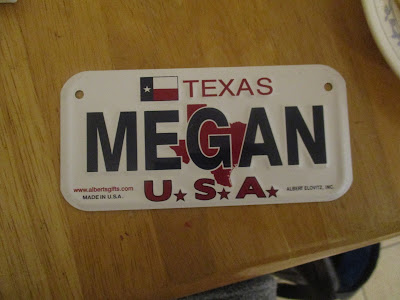 TEXAS
MEGAN
www.albertsgifts.com
MADE IN U.S.A.
U.S.A.
ALBERT ELOVITZ, INC.